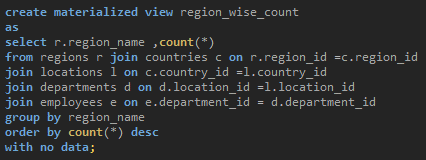 create materialized view region_wise_count
as
select r.region_name ,count(*)
from regions r join countries c on r.region_id =c.region_id
join locations l on c.country_id =l.country_id
join departments d on d.location_id =l.location_id
join employees e on e.department_id = d.department_id
group by region_name
order by count(*) desc
with no data;